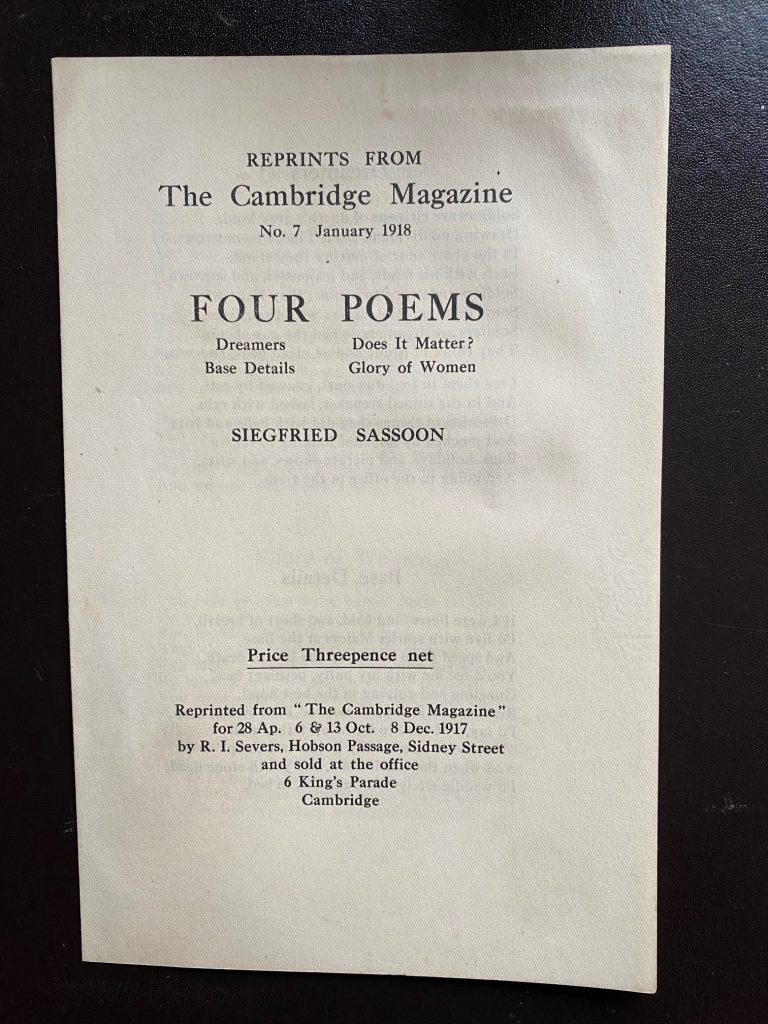 REPRINTS FROM
The Cambridge Magazine
No. 7 January 1918
FOUR POEMS
Dreamers Does It Matter?
Base Details Glory of Women
SIEGFRIED SASSOON
Price Threepence net
Reprinted from "The Cambridge Magazine"
for 28 Ap. 6 & 13 Oct. 8 Dec. 1917
by R. I. Severs, Hobson Passage, Sidney Street
and sold at the office
6 King's Parade
Cambridge